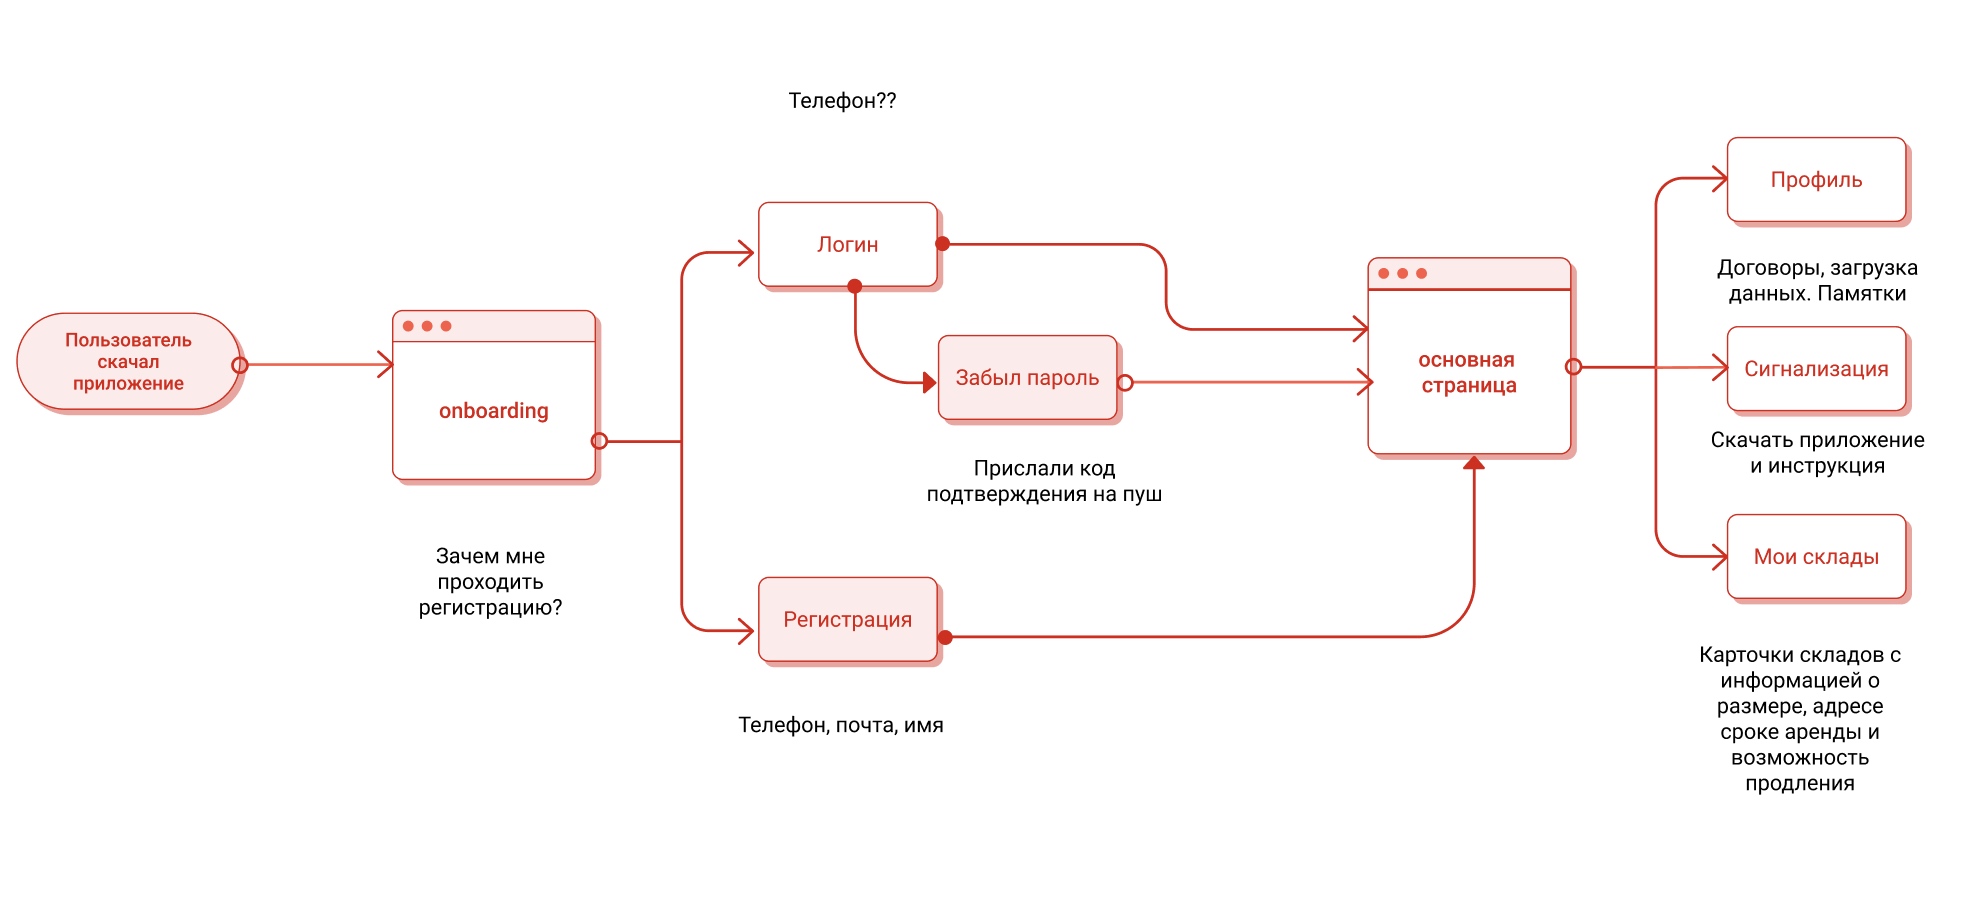 Телефон??
Пользователь
скачал
приложение
onboarding
Зачем мне
проходить
регистрацию?
Логин
Забыл пароль
Прислали код
подтверждения на пуш
Регистрация
Телефон, почта, имя
основная
страница
Профиль
Договоры, загрузка
данных. Памятки
Сигнализация
Скачать приложение
и инструкция
Мои склады
Карточки складов с
информацией о
размере, адресе
сроке аренды и
возможность
продления